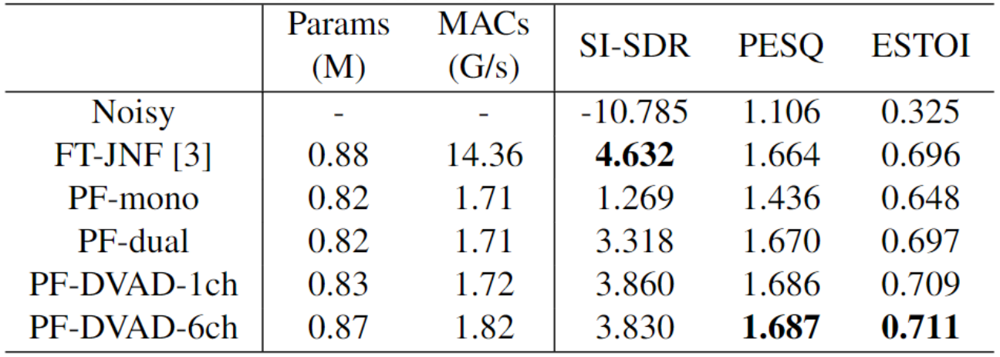 Params MACs SI-SDR PESQ ESTOI
(M) (G/s)
Noisy - - -10.785 1.106 0.325
FT-JNF [3] 0.88 14.36 4.632 1.664 0.696
PF-mono 0.82 1.71 1.269 1.436 0.648
PF-dual 0.82 1.71 3.318 1.670 0.697
PF-DVAD-1ch 0.83 1.72 3.860 1.686 0.709
PF-DVAD-6ch 0.87 1.82 3.830 1.687 0.711